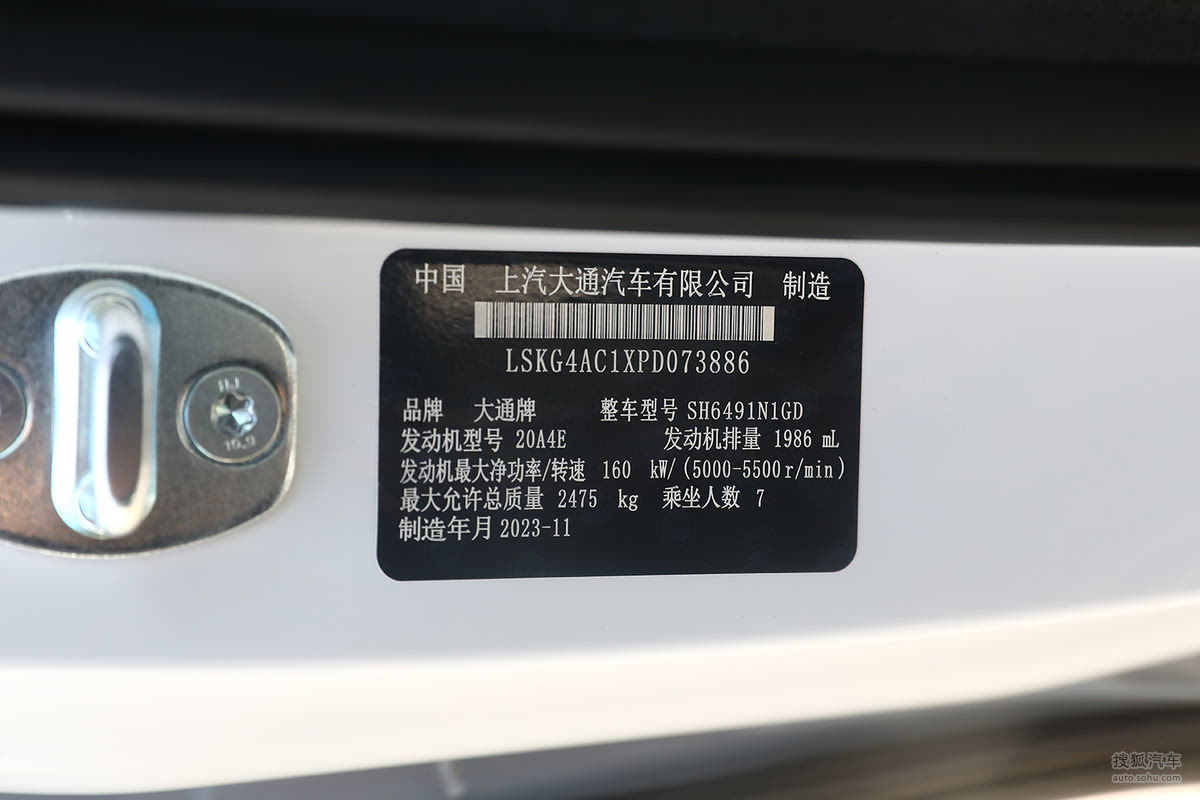 中国 上汽大通汽车有限公司 制造
LSKG4AC1XPD073886
品牌 大通牌 整车型号 SH6491N1GD
发动机型号 20A4E 发动机排量 1986 mL
发动机最大净功率/转速 160 kW/(5000-5500r/min)
最大允许总质量 2475 kg 乘坐人数 7
制造年月 2023-11
10.9
搜狐汽车
auto.sohu.com